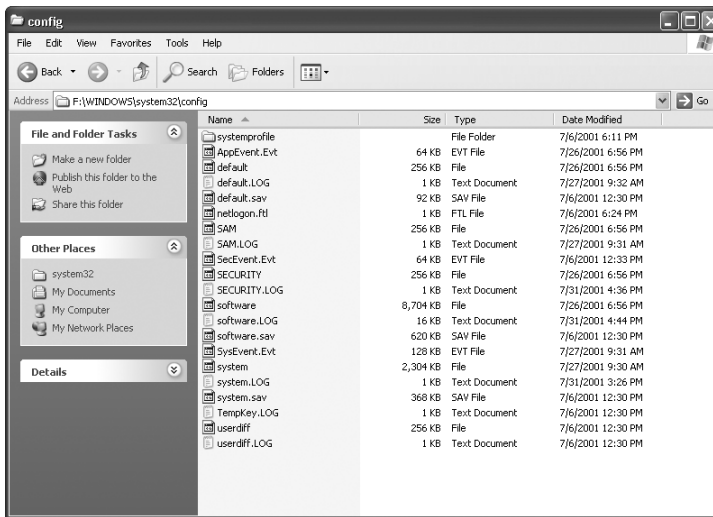 config
File Edit View Favorites Tools Help
Back Search Folders
Address F:\WINDOWS\system32\config Go
File and Folder Tasks
Make a new folder
Publish this folder to the
Web
Share this folder
Other Places
system32
My Documents
My Computer
My Network Places
Details
Name Size Type Date Modified
systemprofile File Folder 7/6/2001 6:11 PM
AppEvent.Evt 64 KB EVT File 7/26/2001 6:56 PM
default 256 KB File 7/26/2001 6:56 PM
default.LOG 1 KB Text Document 7/27/2001 9:32 AM
default.sav 92 KB SAV File 7/6/2001 12:30 PM
netlogon.ftl 1 KB FTL File 7/6/2001 6:24 PM
SAM 256 KB File 7/26/2001 6:56 PM
SAM.LOG 1 KB Text Document 7/27/2001 9:31 AM
SecEvent.Evt 64 KB EVT File 7/6/2001 12:33 PM
SECURITY 256 KB File 7/26/2001 6:56 PM
SECURITY.LOG 1 KB Text Document 7/31/2001 4:36 PM
software 8,704 KB File 7/26/2001 6:56 PM
software.LOG 16 KB Text Document 7/31/2001 4:44 PM
software.sav 620 KB SAV File 7/6/2001 12:30 PM
SysEvent.Evt 128 KB EVT File 7/27/2001 9:31 AM
system 2,304 KB File 7/27/2001 9:30 AM
system.LOG 1 KB Text Document 7/31/2001 3:26 PM
system.sav 368 KB SAV File 7/6/2001 12:30 PM
TempKey.LOG 1 KB Text Document 7/6/2001 12:30 PM
userdiff 256 KB File 7/6/2001 12:30 PM
userdiff.LOG 1 KB Text Document 7/6/2001 12:30 PM